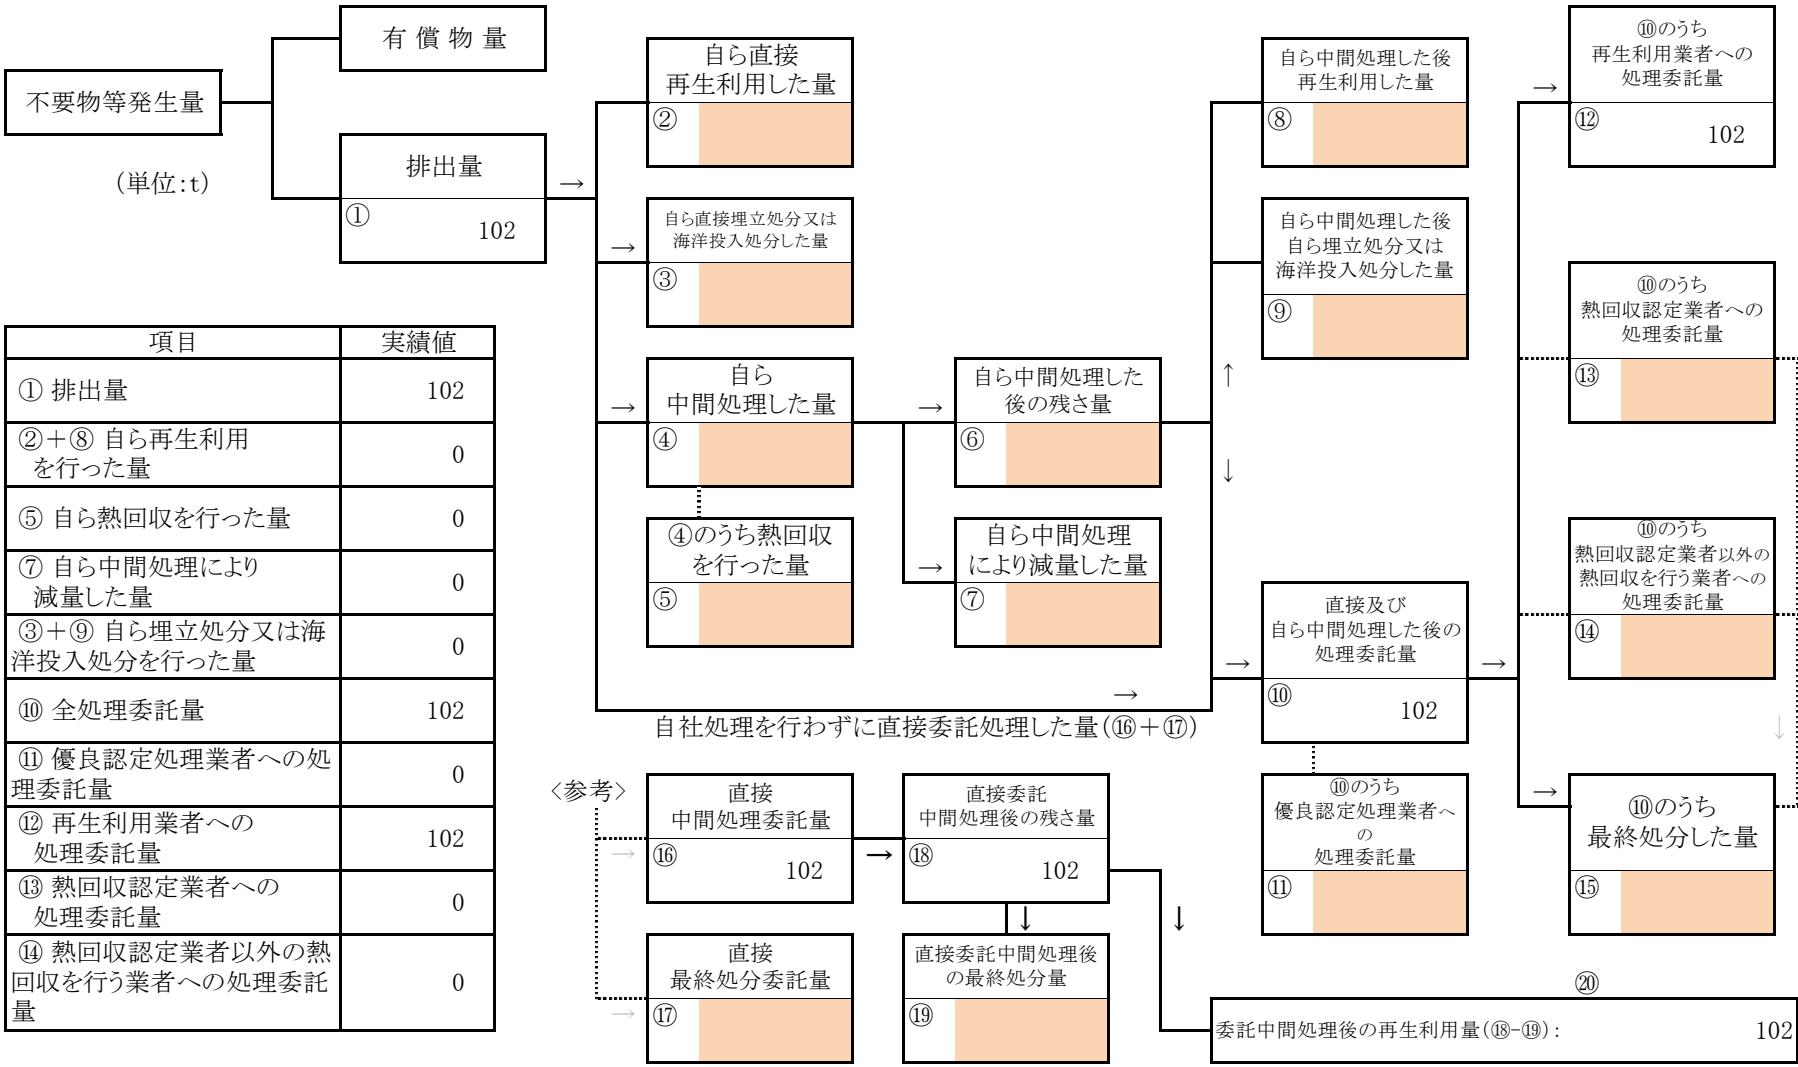 有 償 物 量
不要物等発生量
(単位:t)
排出量
①
102
→
自ら直接
再生利用した量
②
→
自ら直接埋立処分又は
海洋投入処分した量
③
→
自ら
中間処理した量
④
④のうち熱回収
を行った量
⑤
→
自ら中間処理した
後の残さ量
⑥
→
自ら中間処理
により減量した量
⑦
自ら中間処理した後
再生利用した量
⑧
自ら中間処理した後
自ら埋立処分又は
海洋投入処分した量
⑨
↑
↓
→
自社処理を行わずに直接委託処理した量(⑯+⑰)
→
直接及び
自ら中間処理した後の
処理委託量
⑩
102
→
⑩のうち
優良認定処理業者へ
の
処理委託量
⑪
→
⑩のうち
再生利用業者への
処理委託量
⑫
102
⑩のうち
熱回収認定業者への
処理委託量
⑬
⑩のうち
熱回収認定業者以外の
熱回収を行う業者への
処理委託量
⑭
↓
→
⑩のうち
最終処分した量
⑮
項目 実績値
① 排出量 102
②+⑧ 自ら再生利用
を行った量
0
⑤ 自ら熱回収を行った量 0
⑦ 自ら中間処理により
減量した量
0
③+⑨ 自ら埋立処分又は海
洋投入処分を行った量
0
⑩ 全処理委託量 102
⑪ 優良認定処理業者への処
理委託量
0
⑫ 再生利用業者への
処理委託量
102
⑬ 熱回収認定業者への
処理委託量
0
⑭ 熱回収認定業者以外の熱
回収を行う業者への処理委託
量
0
<参考>
→
直接
中間処理委託量
⑯
102
→
直接委託
中間処理後の残さ量
⑱
102
↓
↓
→
直接
最終処分委託量
⑰
直接委託中間処理後
の最終処分量
⑲
⑳
委託中間処理後の再生利用量(⑱-⑲): 102